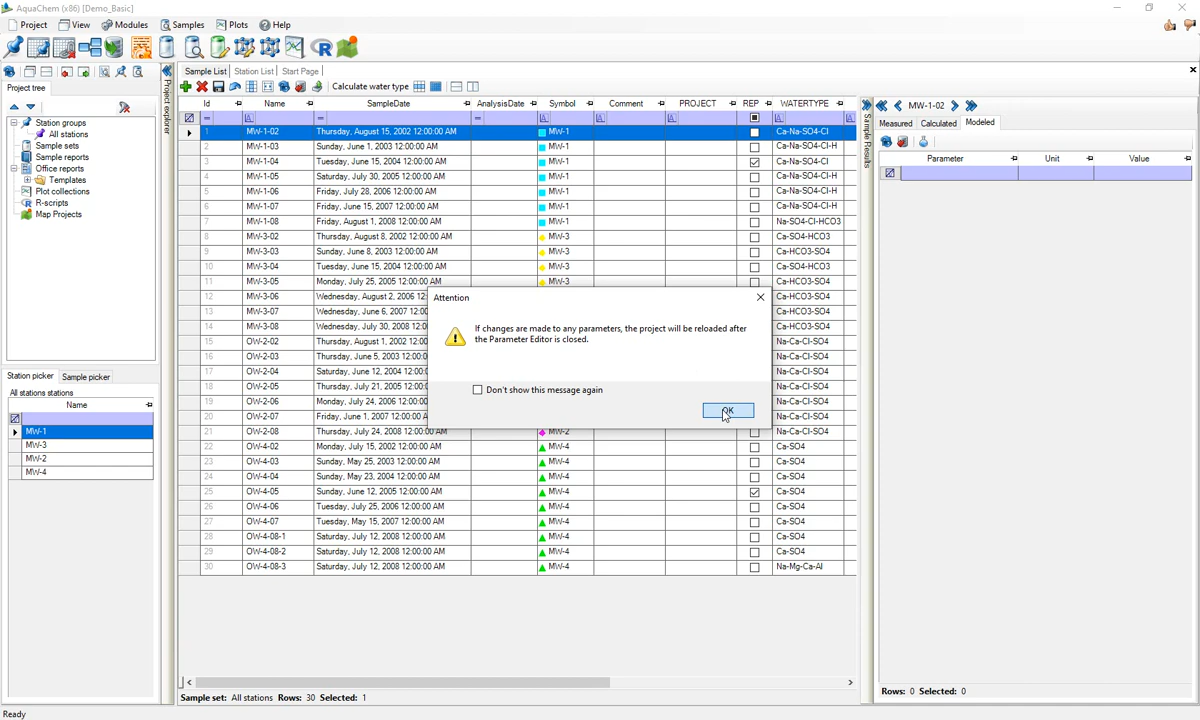 AquaChem (x86) [Demo_Basic]
Project View Modules Samples Plots Help
Project tree
Station groups
All stations
Sample sets
Sample reports
Office reports
Templates
Plot collections
R-scripts
Map Projects
Station picker Sample picker
All stations stations
Name
MW-1
MW-3
MW-2
MW-4
Project explorer
Sample List Station List Start Page
Calculate water type
Id Name SampleDate AnalysisDate Symbol Comment PROJECT REP WATERTYPE
1 MW-1-02 Thursday, August 15, 2002 12:00:00 AM MW-1 Ca-Na-SO4-Cl
2 MW-1-03 Sunday, June 1, 2003 12:00:00 AM MW-1 Ca-Na-SO4-Cl-H
3 MW-1-04 Tuesday, June 15, 2004 12:00:00 AM MW-1 Ca-Na-SO4-Cl
4 MW-1-05 Saturday, July 30, 2005 12:00:00 AM MW-1 Ca-Na-SO4-Cl-H
5 MW-1-06 Friday, July 28, 2006 12:00:00 AM MW-1 Ca-Na-SO4-Cl-H
6 MW-1-07 Friday, June 15, 2007 12:00:00 AM MW-1 Ca-Na-SO4-Cl-H
7 MW-1-08 Friday, August 1, 2008 12:00:00 AM MW-1 Na-SO4-Cl-HCO3
8 MW-3-02 Thursday, August 8, 2002 12:00:00 AM MW-3 Ca-SO4-HCO3
9 MW-3-03 Sunday, June 8, 2003 12:00:00 AM MW-3 Ca-HCO3-SO4
10 MW-3-04 Tuesday, June 15, 2004 12:00:00 AM MW-3 Ca-SO4-HCO3
11 MW-3-05 Monday, July 25, 2005 12:00:00 AM MW-3 Ca-HCO3-SO4
12 MW-3-06 Wednesday, August 2, 2006 12: Ca-HCO3-SO4
13 MW-3-07 Wednesday, June 6, 2007 12:00 Ca-HCO3-SO4
14 MW-3-08 Wednesday, July 30, 2008 12:0 Ca-HCO3-SO4
15 OW-2-02 Thursday, August 1, 2002 12:00: Na-Ca-Cl-SO4
16 OW-2-03 Thursday, June 5, 2003 12:00:0 Na-Ca-Cl-SO4
17 OW-2-04 Saturday, June 12, 2004 12:00:0 Na-Ca-Cl-SO4
18 OW-2-05 Thursday, July 21, 2005 12:00:0 Na-Ca-Cl-SO4
19 OW-2-06 Monday, July 24, 2006 12:00:00 Na-Ca-Cl-SO4
20 OW-2-07 Friday, June 1, 2007 12:00:00 A Na-Ca-Cl-SO4
21 OW-2-08 Thursday, July 24, 2008 12:00:00 AM MW-2 Na-Ca-Cl-SO4
22 OW-4-02 Monday, July 15, 2002 12:00:00 AM MW-4 Ca-SO4
23 OW-4-03 Sunday, May 25, 2003 12:00:00 AM MW-4 Ca-SO4
24 OW-4-04 Sunday, May 23, 2004 12:00:00 AM MW-4 Ca-SO4
25 OW-4-05 Sunday, June 12, 2005 12:00:00 AM MW-4 Ca-SO4
26 OW-4-06 Tuesday, July 25, 2006 12:00:00 AM MW-4 Ca-SO4
27 OW-4-07 Tuesday, May 15, 2007 12:00:00 AM MW-4 Ca-SO4
28 OW-4-08-1 Saturday, July 12, 2008 12:00:00 AM MW-4 Ca-SO4
29 OW-4-08-2 Saturday, July 12, 2008 12:00:00 AM MW-4 Ca-SO4
30 OW-4-08-3 Saturday, July 12, 2008 12:00:00 AM MW-4 Na-Mg-Ca-Al
Attention
If changes are made to any parameters, the project will be reloaded after
the Parameter Editor is closed.
Don't show this message again
OK
Sample set: All stations Rows: 30 Selected: 1
Sample Results
MW-1-02
Measured Calculated Modeled
Parameter Unit Value
Rows: 0 Selected: 0
Ready